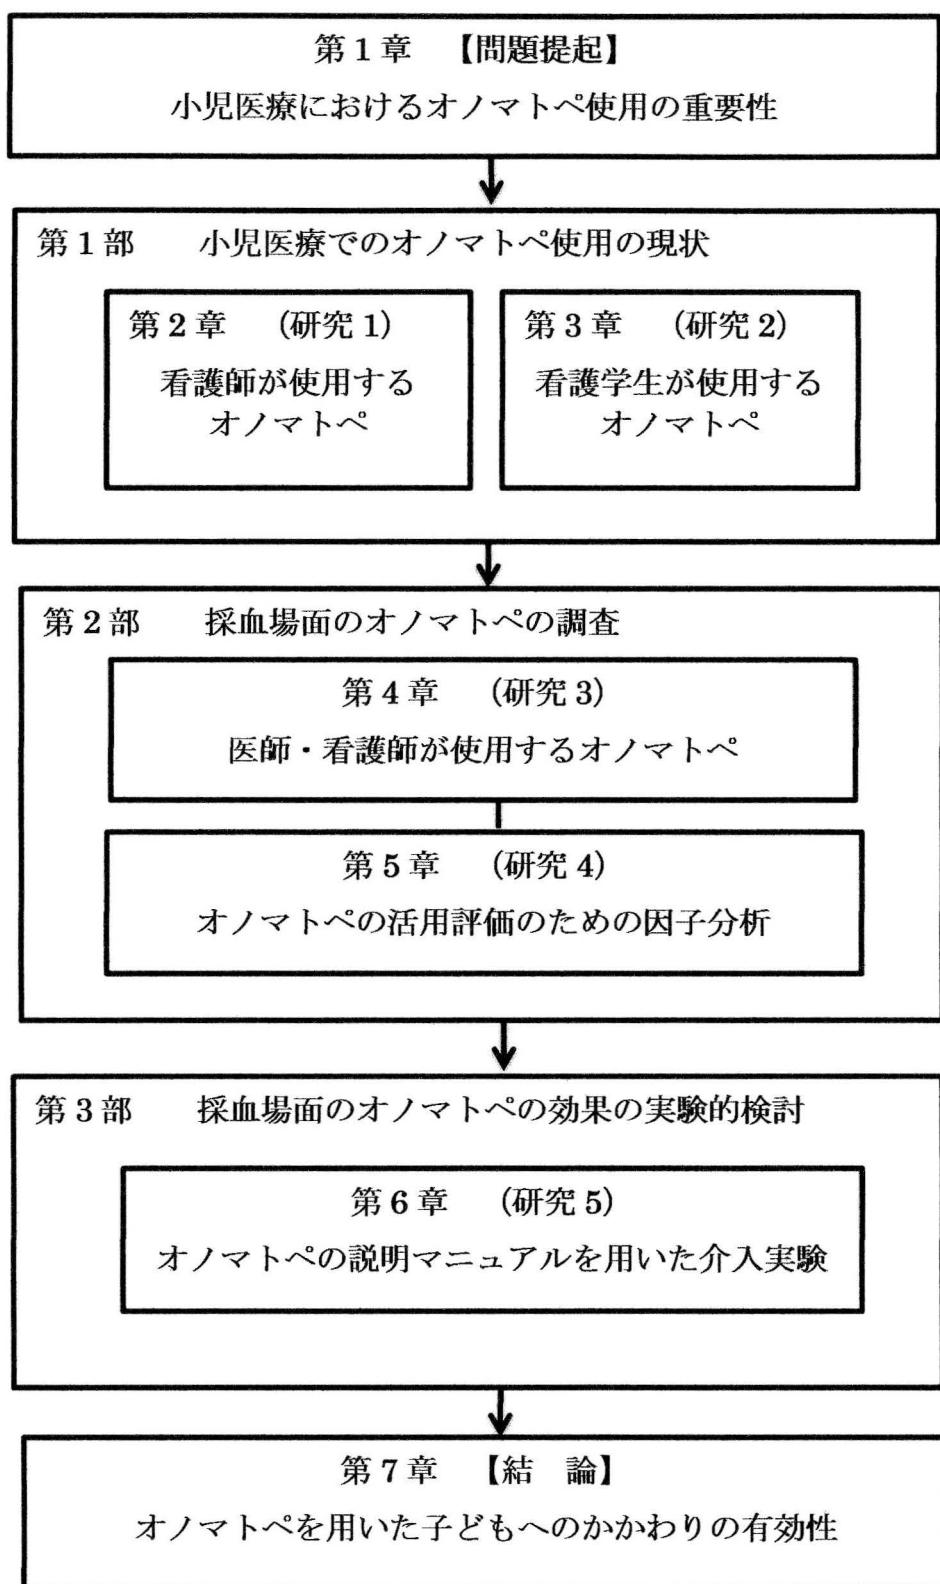 第1章 【問題提起】
小児医療におけるオノマトペ使用の重要性
第1部 小児医療でのオノマトペ使用の現状
第2章 (研究1)
看護師が使用する
オノマトペ
第3章 (研究2)
看護学生が使用する
オノマトペ
第2部 採血場面のオノマトペの調査
第4章 (研究3)
医師・看護師が使用するオノマトペ
第5章 (研究4)
オノマトペの活用評価のための因子分析
第3部 採血場面のオノマトペの効果の実験的検討
第6章 (研究5)
オノマトペの説明マニュアルを用いた介入実験
第7章 【結 論】
オノマトペを用いた子どもへのかかわりの有効性